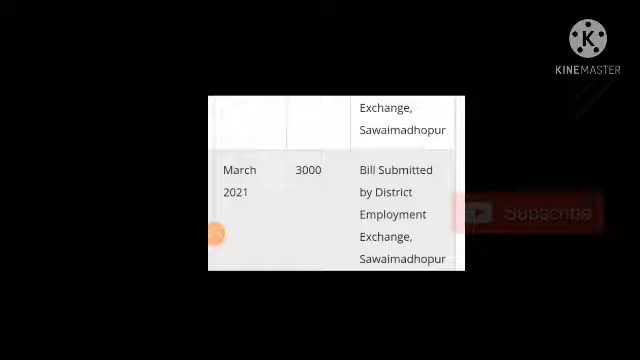 K
KINEMASTER
Exchange,
Sawaimadhopur
March 3000 Bill Submitted
2021 by District
Employment
Exchange,
Sawaimadhopur
Subscribe